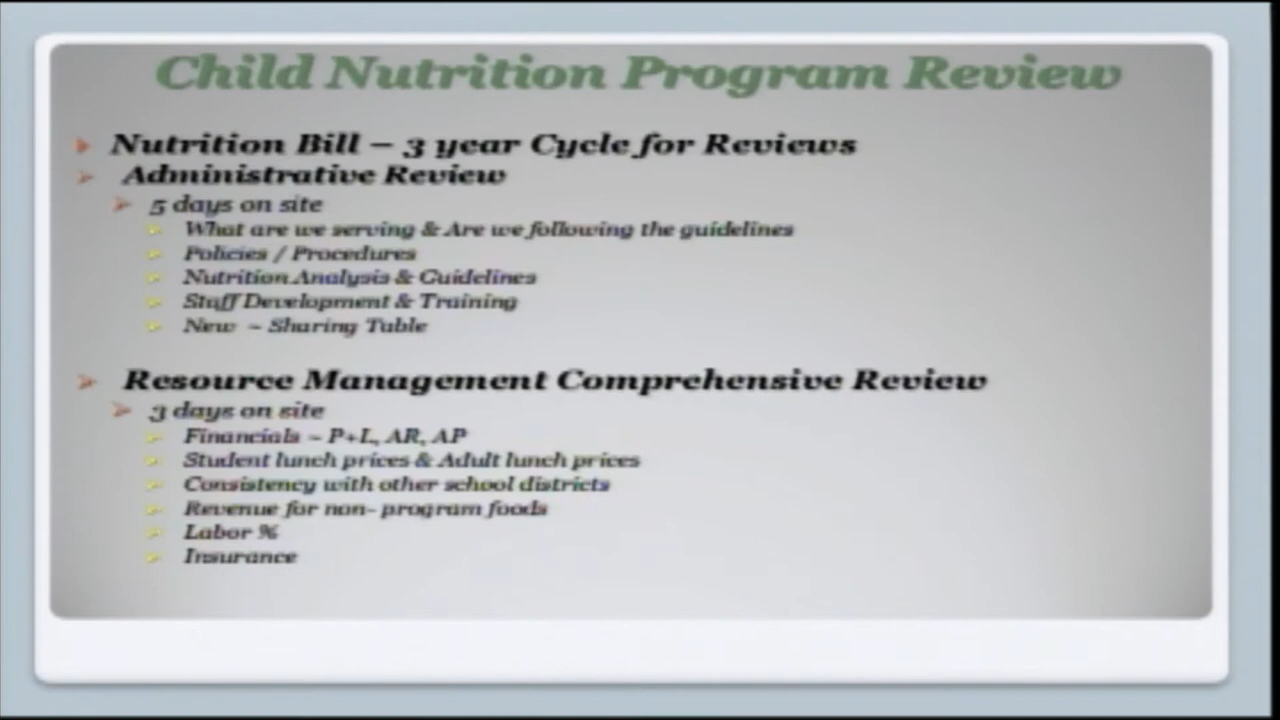 Child Nutrition Program Review
Nutrition Bill – 3 year Cycle for Reviews
Administrative Review
5 days on site
What are we serving & Are we following the guidelines
Policies / Procedures
Nutrition Analysis & Guidelines
Staff Development & Training
New ~ Sharing Table
Resource Management Comprehensive Review
3 days on site
Financials ~ P+L, AR, AP
Student lunch prices & Adult lunch prices
Consistency with other school districts
Revenue for non- program foods
Labor %
Insurance